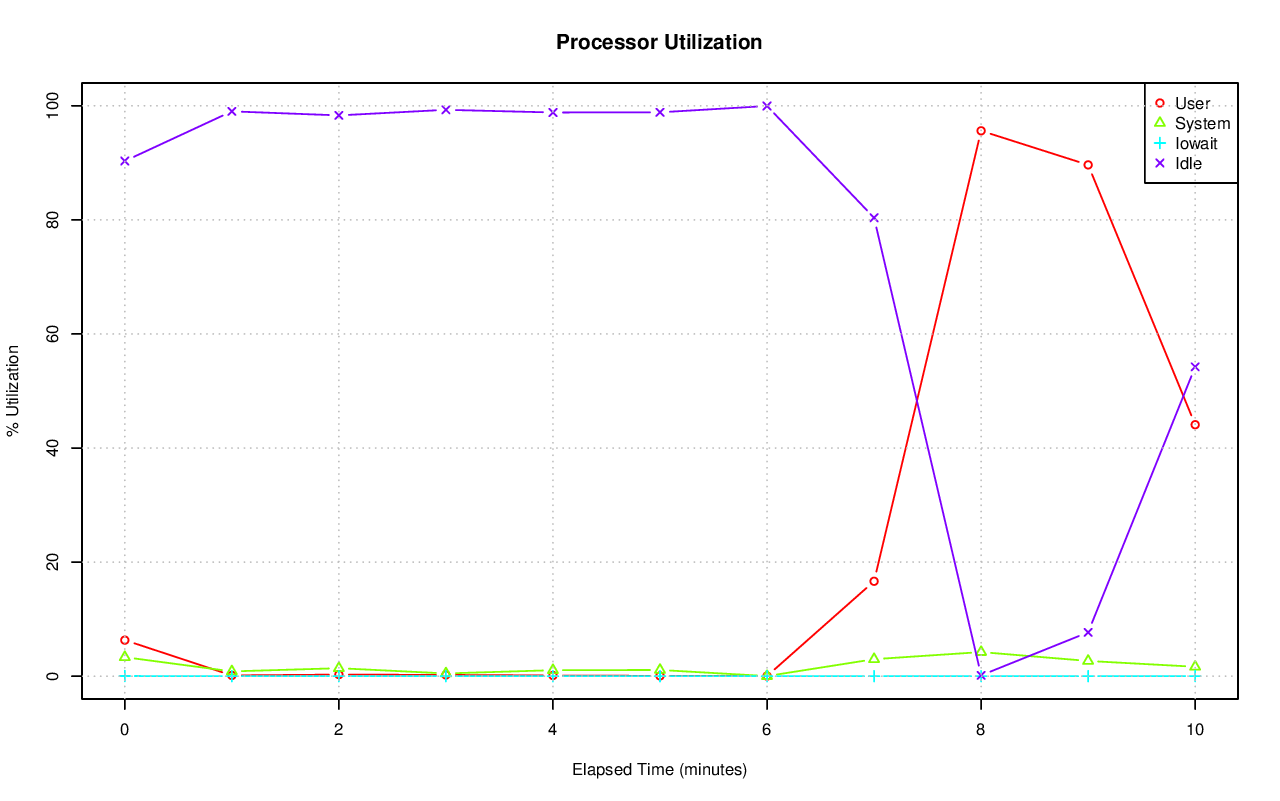 Processor Utilization
% Utilization
100
80
60
40
20
0
User
System
Iowait
Idle
0 2 4 6 8 10
Elapsed Time (minutes)